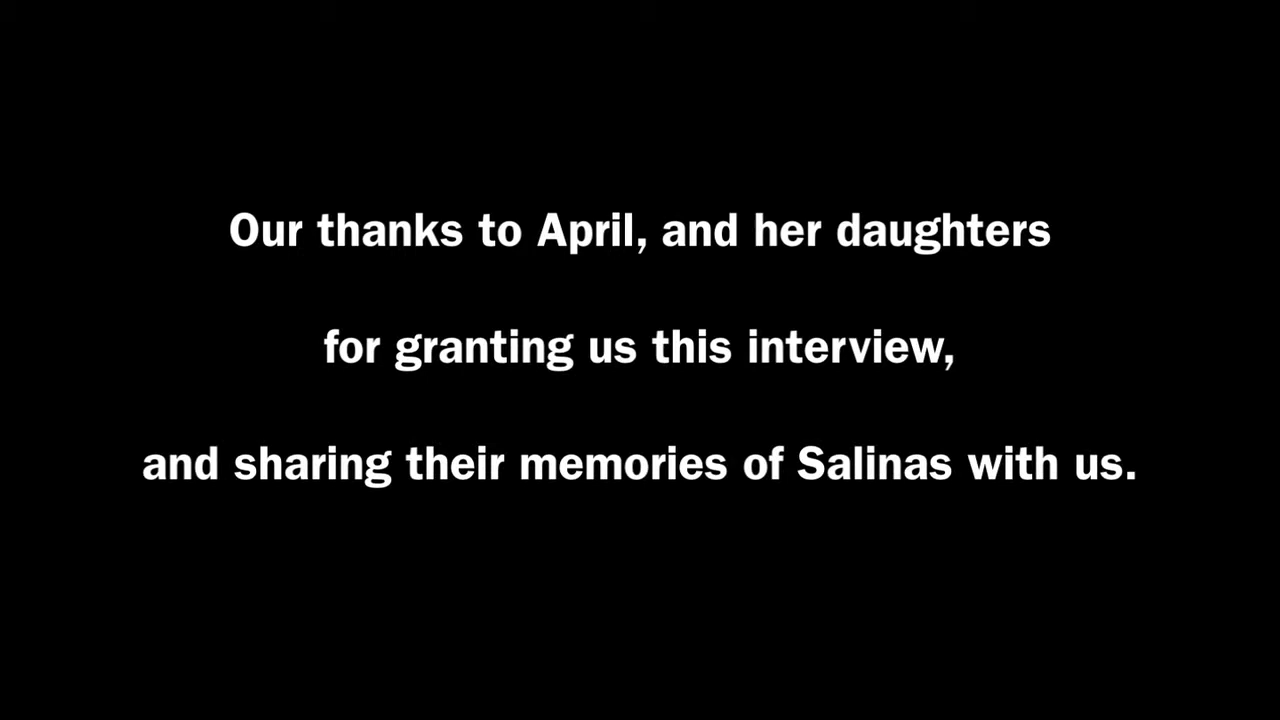 Our thanks to April, and her daughters
for granting us this interview,
and sharing their memories of Salinas with us.